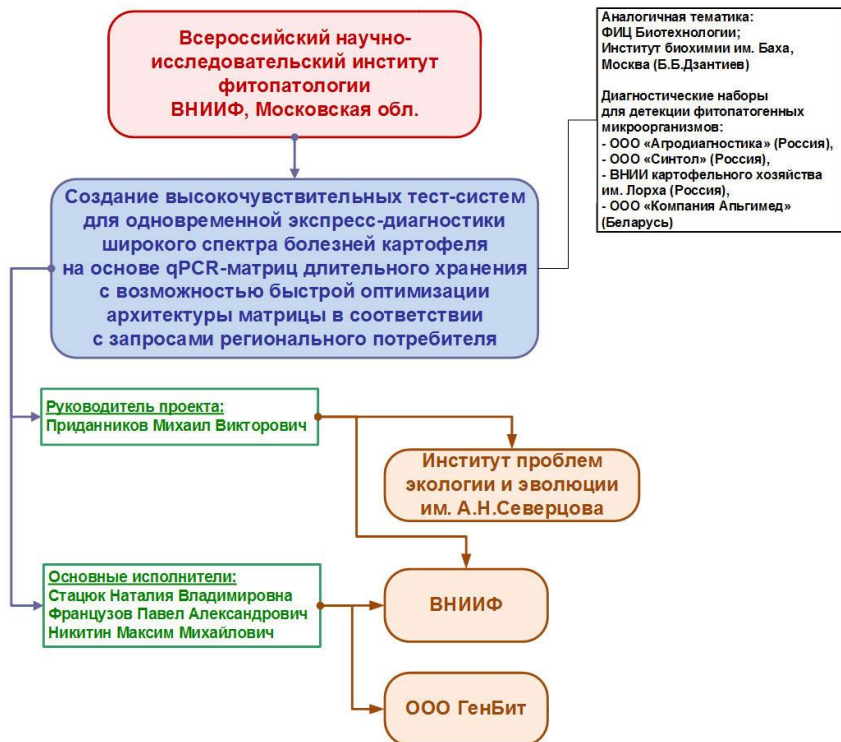 Всероссийский научно-
исследовательский институт
фитопатологии
ВНИИФ, Московская обл.
Аналогичная тематика:
ФИЦ Биотехнологии;
Институт биохимии им. Баха,
Москва (Б.Б.Дзантиев)
Диагностические наборы
для детекции фитопатогенных
микроорганизмов:
- ООО «Агродиагностика» (Россия),
- ООО «Синтол» (Россия),
- ВНИИ картофельного хозяйства
им. Лорха (Россия),
- ООО «Компания Апьгимед»
(Беларусь)
Создание высокочувствительных тест-систем
для одновременной экспресс-диагностики
широкого спектра болезней картофеля
на основе qPCR-матриц длительного хранения
с возможностью быстрой оптимизации
архитектуры матрицы в соответствии
с запросами регионального потребителя
Руководитель проекта:
Приданников Михаил Викторович
Институт проблем
экологии и эволюции
им. А.Н.Северцова
Основные исполнители:
Стацюк Наталия Владимировна
Французов Павел Александрович
Никитин Максим Михайлович
ВНИИФ
ООО ГенБит